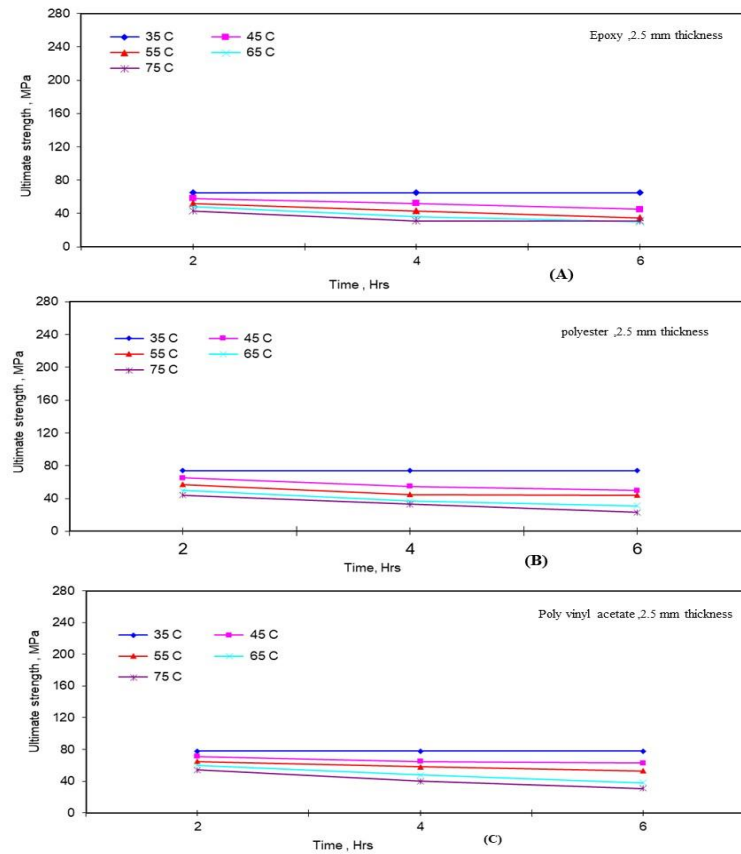 280
240
200
160
120
80
40
0
Ultimate strength , MPa
35 C 45 C
55 C 65 C
75 C
Epoxy ,2.5 mm thickness
2 4 6
Time , Hrs
(A)
280
240
200
160
120
80
40
0
Ultimate strength , MPa
35 C 45 C
55 C 65 C
75 C
polyester ,2.5 mm thickness
2 4 6
Time, Hrs
(B)
280
240
200
160
120
80
40
0
Ultimate strength , MPa
35 C 45 C
55 C 65 C
75 C
Poly vinyl acetate ,2.5 mm thickness
2 4 6
Time , Hrs
(C)